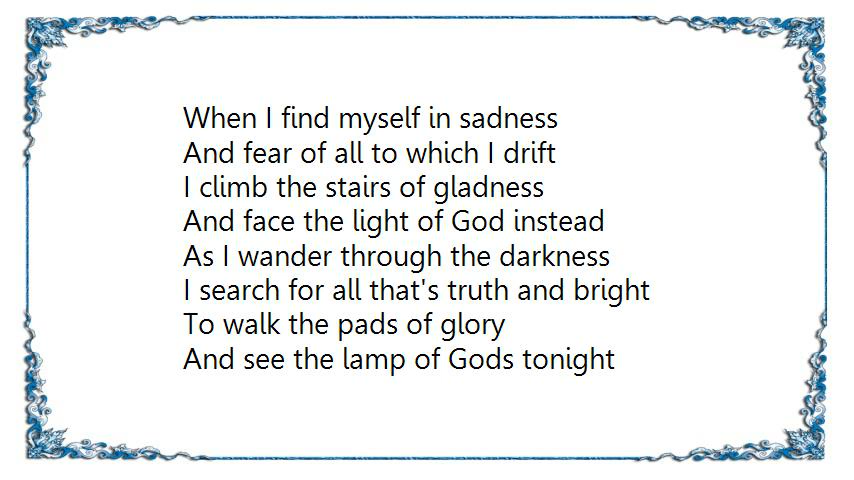 When I find myself in sadness
And fear of all to which I drift
I climb the stairs of gladness
And face the light of God instead
As I wander through the darkness
I search for all that's truth and bright
To walk the pads of glory
And see the lamp of Gods tonight